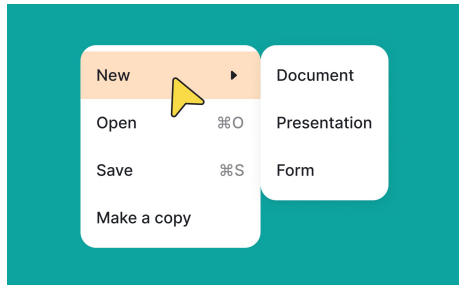 New
Open ⌘O
Save ⌘S
Make a copy
Document
Presentation
Form